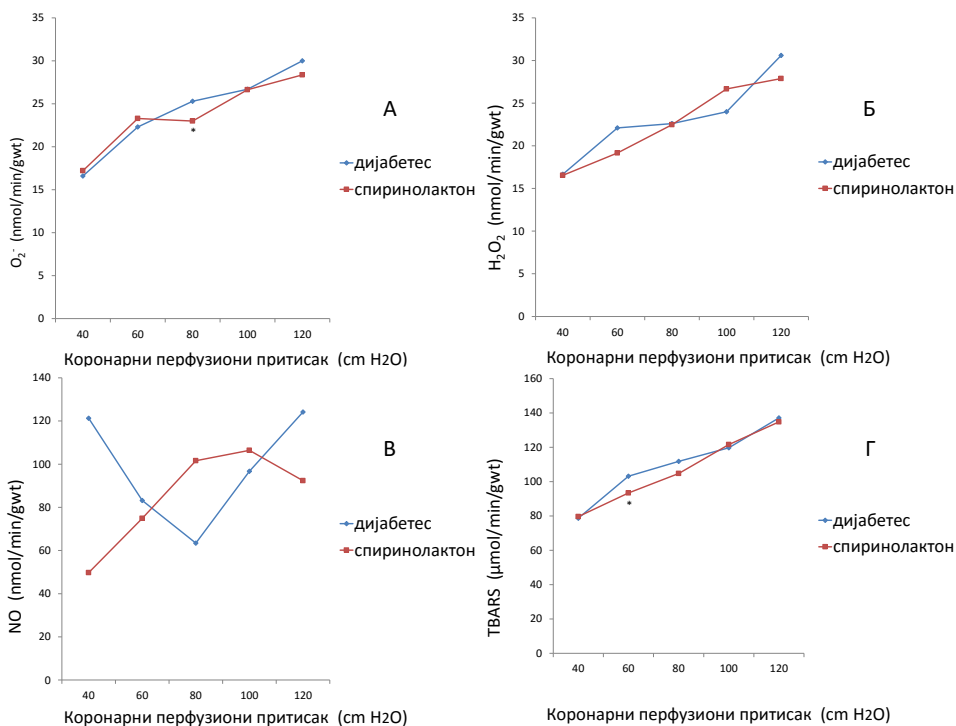 35
30
25
20
15
10
5
0
O₂⁻ (nmol/min/gwt)
А
*
дијабетес
спиринолактон
40 60 80 100 120
Коронарни перфузиони притисак (cm H2O)
35
30
25
20
15
10
5
0
H₂O₂ (nmol/min/gwt)
Б
дијабетес
спиринолактон
40 60 80 100 120
Коронарни перфузиони притисак (cm H2O)
140
120
100
80
60
40
20
0
NO (nmol/min/gwt)
В
дијабетес
спиринолактон
40 60 80 100 120
Коронарни перфузиони притисак (cm H2O)
160
140
120
100
80
60
40
20
0
TBARS (µmol/min/gwt)
Г
*
дијабетес
спиринолактон
40 60 80 100 120
Коронарни перфузиони притисак (cm H2O)